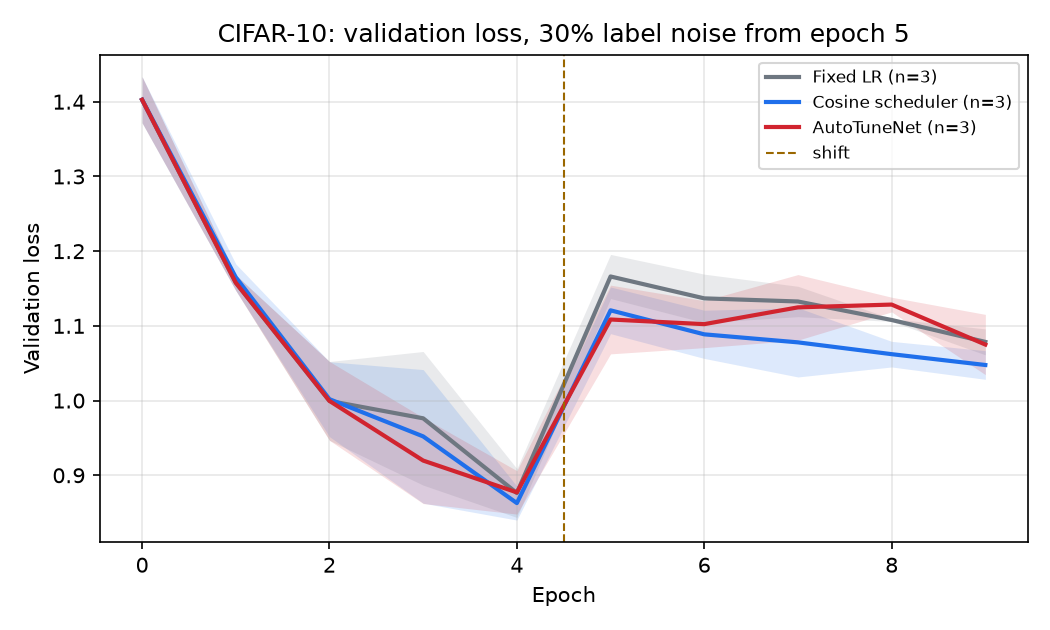 CIFAR-10: validation loss, 30% label noise from epoch 5
Fixed LR (n=3)
Cosine scheduler (n=3)
AutoTuneNet (n=3)
shift
Validation loss
1.4
1.3
1.2
1.1
1.0
0.9
0 2 4 6 8
Epoch